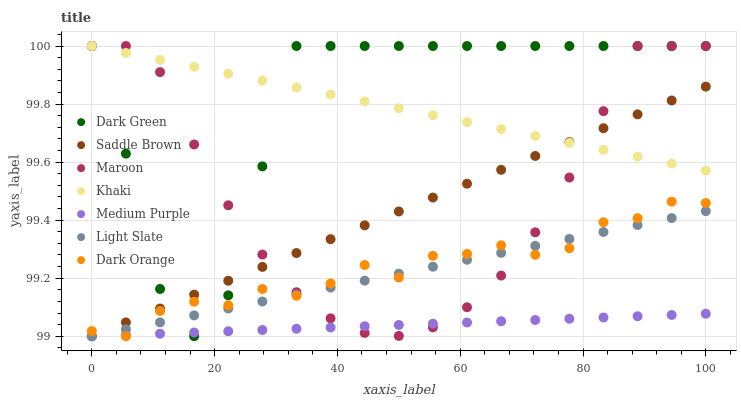 title
100
99.8
99.6
99.4
99.2
99
0
20
40
60
80
100
yaxis_label
xaxis_label
Dark Green
Saddle Brown
Maroon
Khaki
Medium Purple
Light Slate
Dark Orange